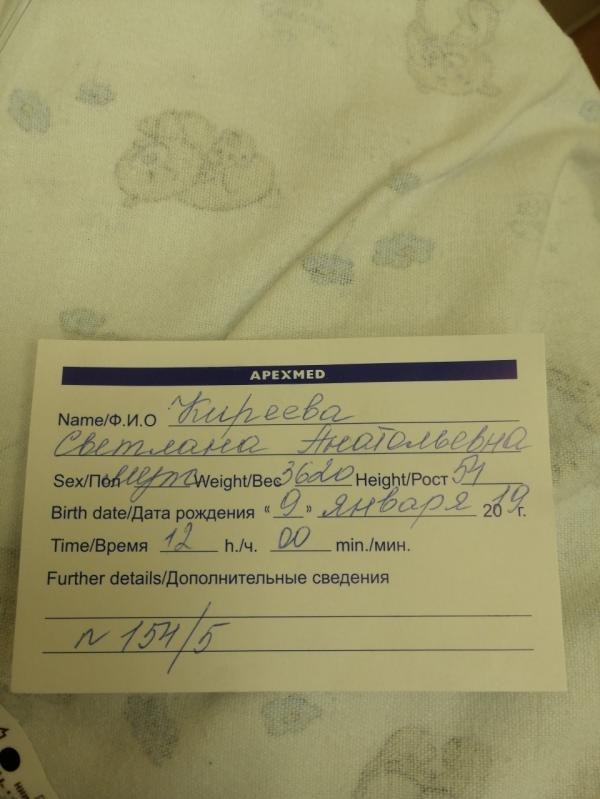 APEXMED
Name/Ф.И.О Киреева
Светлана Анатольевна
Sex/Пол муж Weight/Вес 3620 Height/Рост 54
Birth date/Дата рождения «9» января 2019 г.
Time/Время 12 h./ч. 00 min./мин.
Further details/Дополнительные сведения
n 154/5